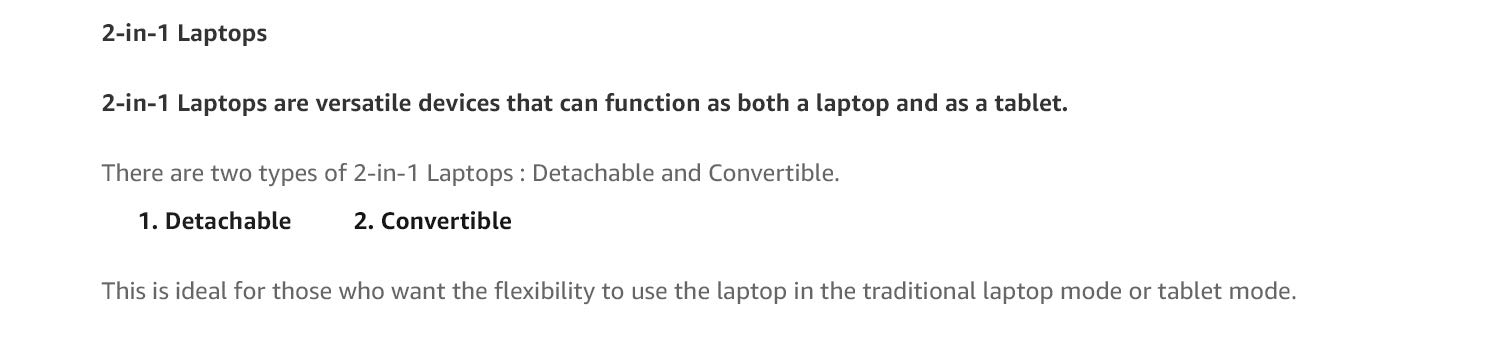 2-in-1 Laptops
2-in-1 Laptops are versatile devices that can function as both a laptop and as a tablet.
There are two types of 2-in-1 Laptops : Detachable and Convertible.
1. Detachable 2. Convertible
This is ideal for those who want the flexibility to use the laptop in the traditional laptop mode or tablet mode.